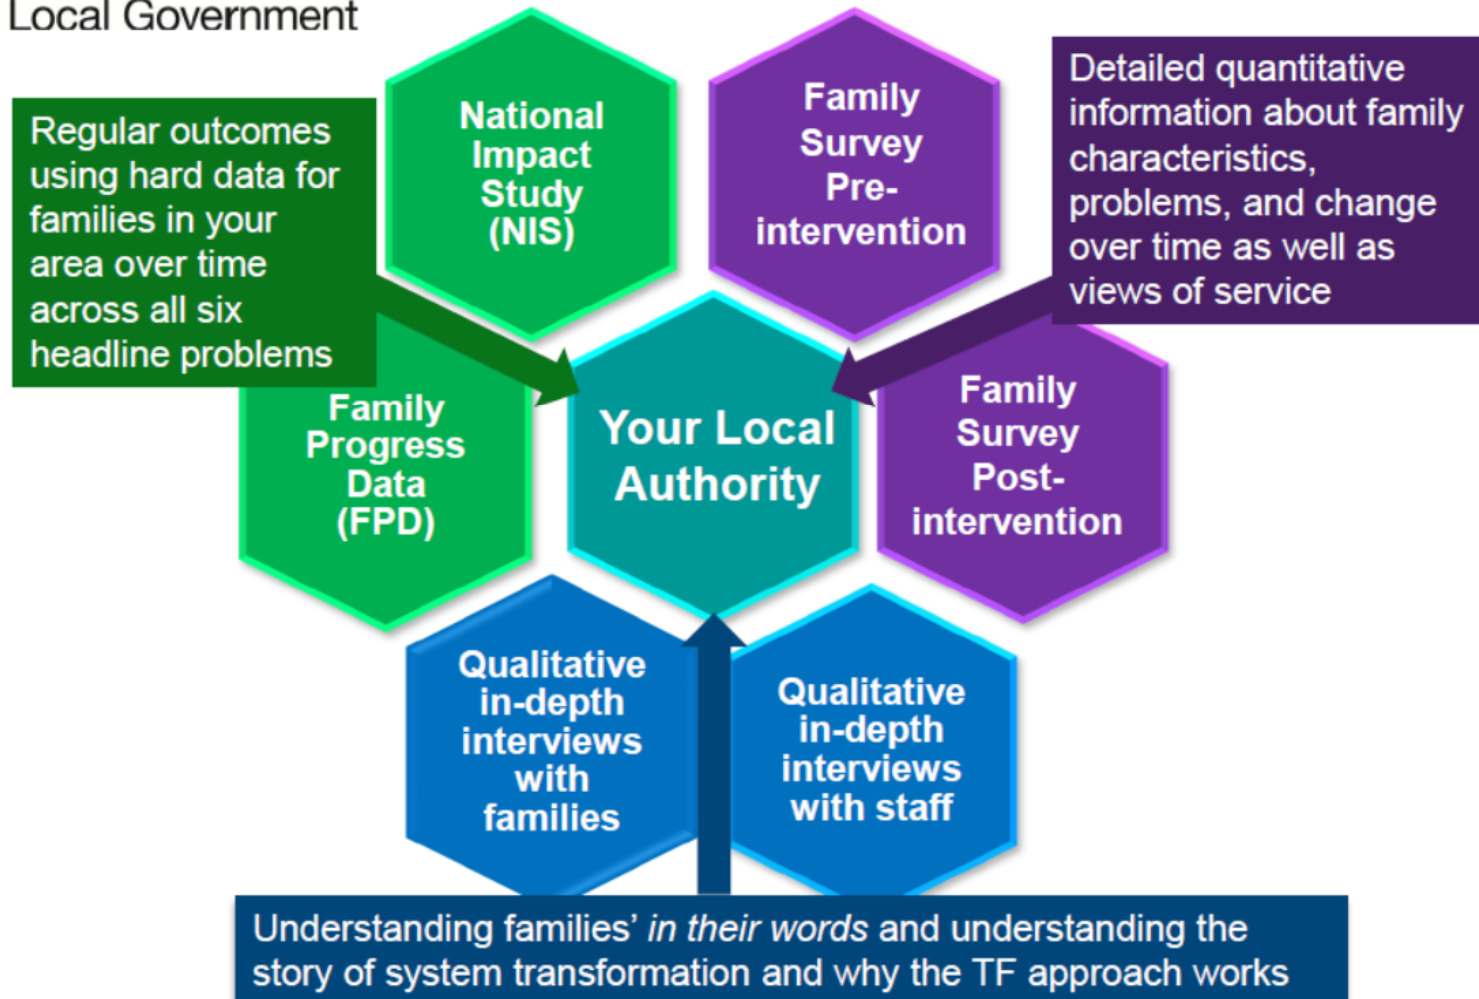 Local Government
National
Impact
Study
(NIS)
Family
Survey
Pre-
intervention
Detailed quantitative
information about family
characteristics,
problems, and change
over time as well as
views of service
Regular outcomes
using hard data for
families in your
area over time
across all six
headline problems
Family
Progress
Data
(FPD)
Your Local
Authority
Family
Survey
Post-
intervention
Qualitative
in-depth
interviews
with
families
Qualitative
in-depth
interviews
with staff
Understanding families’ in their words and understanding the
story of system transformation and why the TF approach works